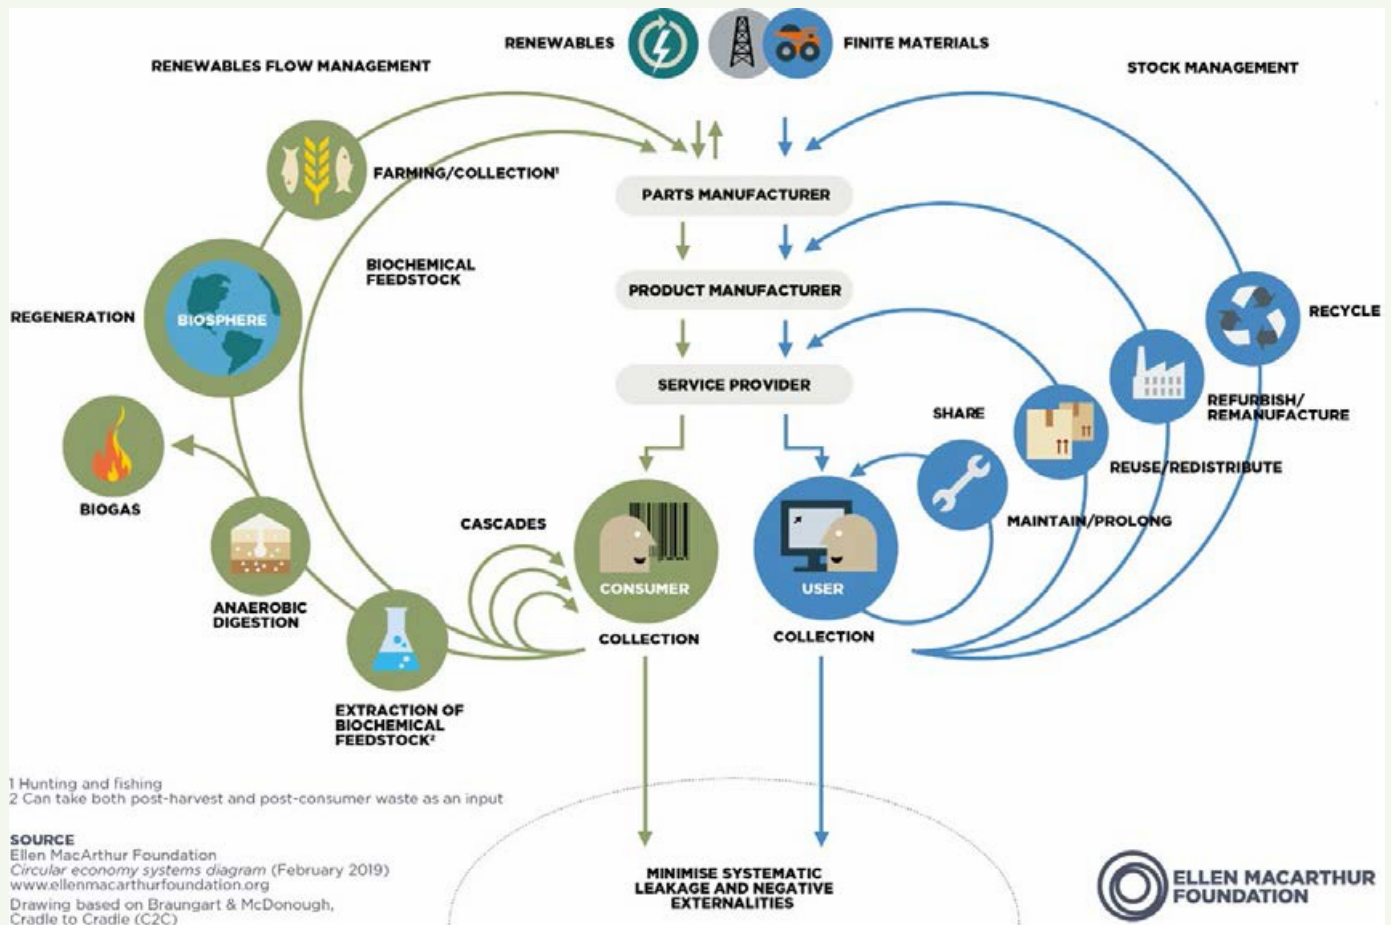 RENEWABLES
FINITE MATERIALS
RENEWABLES FLOW MANAGEMENT
STOCK MANAGEMENT
FARMING/COLLECTION¹
PARTS MANUFACTURER
BIOCHEMICAL
FEEDSTOCK
PRODUCT MANUFACTURER
REGENERATION
BIOSPHERE
RECYCLE
SERVICE PROVIDER
SHARE
REFURBISH/
REMANUFACTURE
REUSE/REDISTRIBUTE
BIOGAS
CASCADES
MAINTAIN/PROLONG
CONSUMER
USER
ANAEROBIC
DIGESTION
COLLECTION
COLLECTION
EXTRACTION OF
BIOCHEMICAL
FEEDSTOCK²
1 Hunting and fishing
2 Can take both post-harvest and post-consumer waste as an input
SOURCE
Ellen MacArthur Foundation
Circular economy systems diagram (February 2019)
www.ellenmacarthurfoundation.org
Drawing based on Braungart & McDonough,
Cradle to Cradle (C2C)
MINIMISE SYSTEMATIC
LEAKAGE AND NEGATIVE
EXTERNALITIES
ELLEN MACARTHUR
FOUNDATION